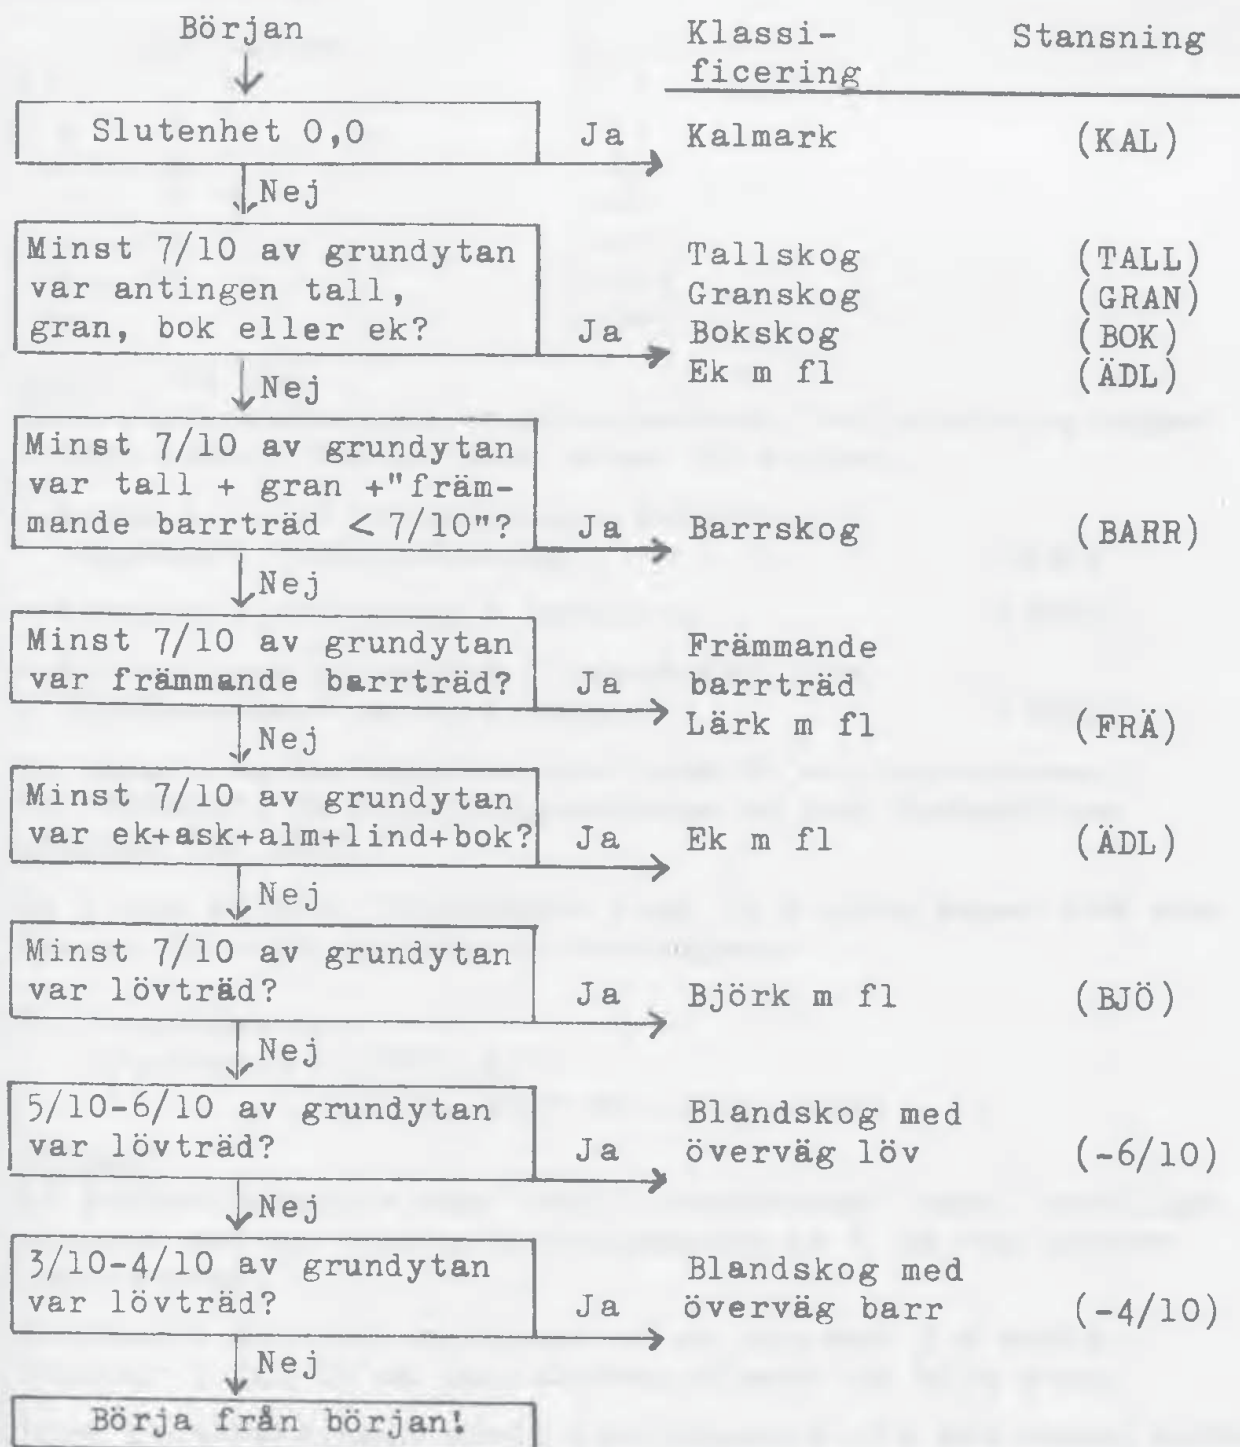 Början
Klassi-
ficering
Stansning
Slutenhet 0,0
Ja
Kalmark
(KAL)
Nej
Minst 7/10 av grundytan
var antingen tall,
gran, bok eller ek?
Ja
Tallskog (TALL)
Granskog (GRAN)
Bokskog (BOK)
Ek m fl (ÄDL)
Nej
Minst 7/10 av grundytan
var tall + gran +"främ-
mande barrträd < 7/10"?
Ja
Barrskog (BARR)
Nej
Minst 7/10 av grundytan
var främmande barrträd?
Ja
Främmande
barrträd
Lärk m fl (FRÄ)
Nej
Minst 7/10 av grundytan
var ek+ask+alm+lind+bok?
Ja
Ek m fl (ÄDL)
Nej
Minst 7/10 av grundytan
var lövträd?
Ja
Björk m fl (BJÖ)
Nej
5/10-6/10 av grundytan
var lövträd?
Ja
Blandskog med
överväg löv (-6/10)
Nej
3/10-4/10 av grundytan
var lövträd?
Ja
Blandskog med
överväg barr (-4/10)
Nej
Börja från början!